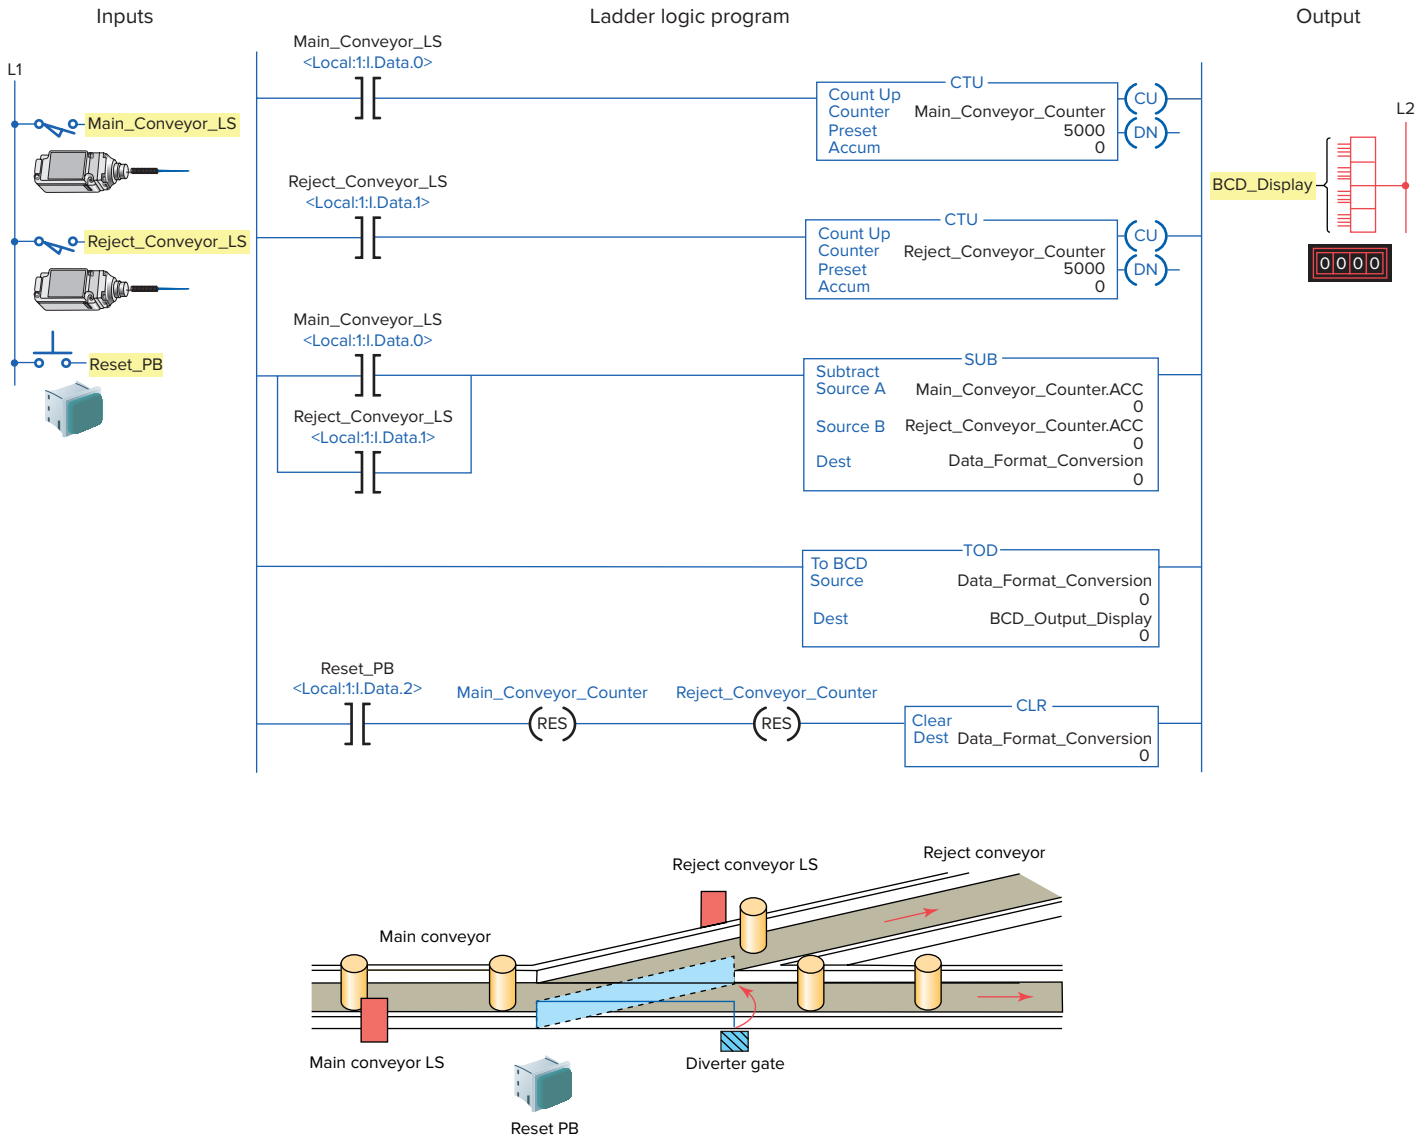 Inputs
Ladder logic program
Output
L1
Main_Conveyor_LS
Reject_Conveyor_LS
Reset_PB
Main_Conveyor_LS
<Local:1:I.Data.0>
CTU
Count Up
Counter Main_Conveyor_Counter
Preset 5000
Accum 0
CU
DN
Reject_Conveyor_LS
<Local:1:I.Data.1>
CTU
Count Up
Counter Reject_Conveyor_Counter
Preset 5000
Accum 0
CU
DN
Main_Conveyor_LS
<Local:1:I.Data.0>
Reject_Conveyor_LS
<Local:1:I.Data.1>
SUB
Subtract
Source A Main_Conveyor_Counter.ACC
0
Source B Reject_Conveyor_Counter.ACC
0
Dest Data_Format_Conversion
0
TOD
To BCD
Source Data_Format_Conversion
0
Dest BCD_Output_Display
0
Reset_PB
<Local:1:I.Data.2>
Main_Conveyor_Counter
RES
Reject_Conveyor_Counter
RES
CLR
Clear
Dest Data_Format_Conversion
0
L2
BCD_Display
0 0 0 0
Reject conveyor LS
Reject conveyor
Main conveyor
Main conveyor LS
Diverter gate
Reset PB